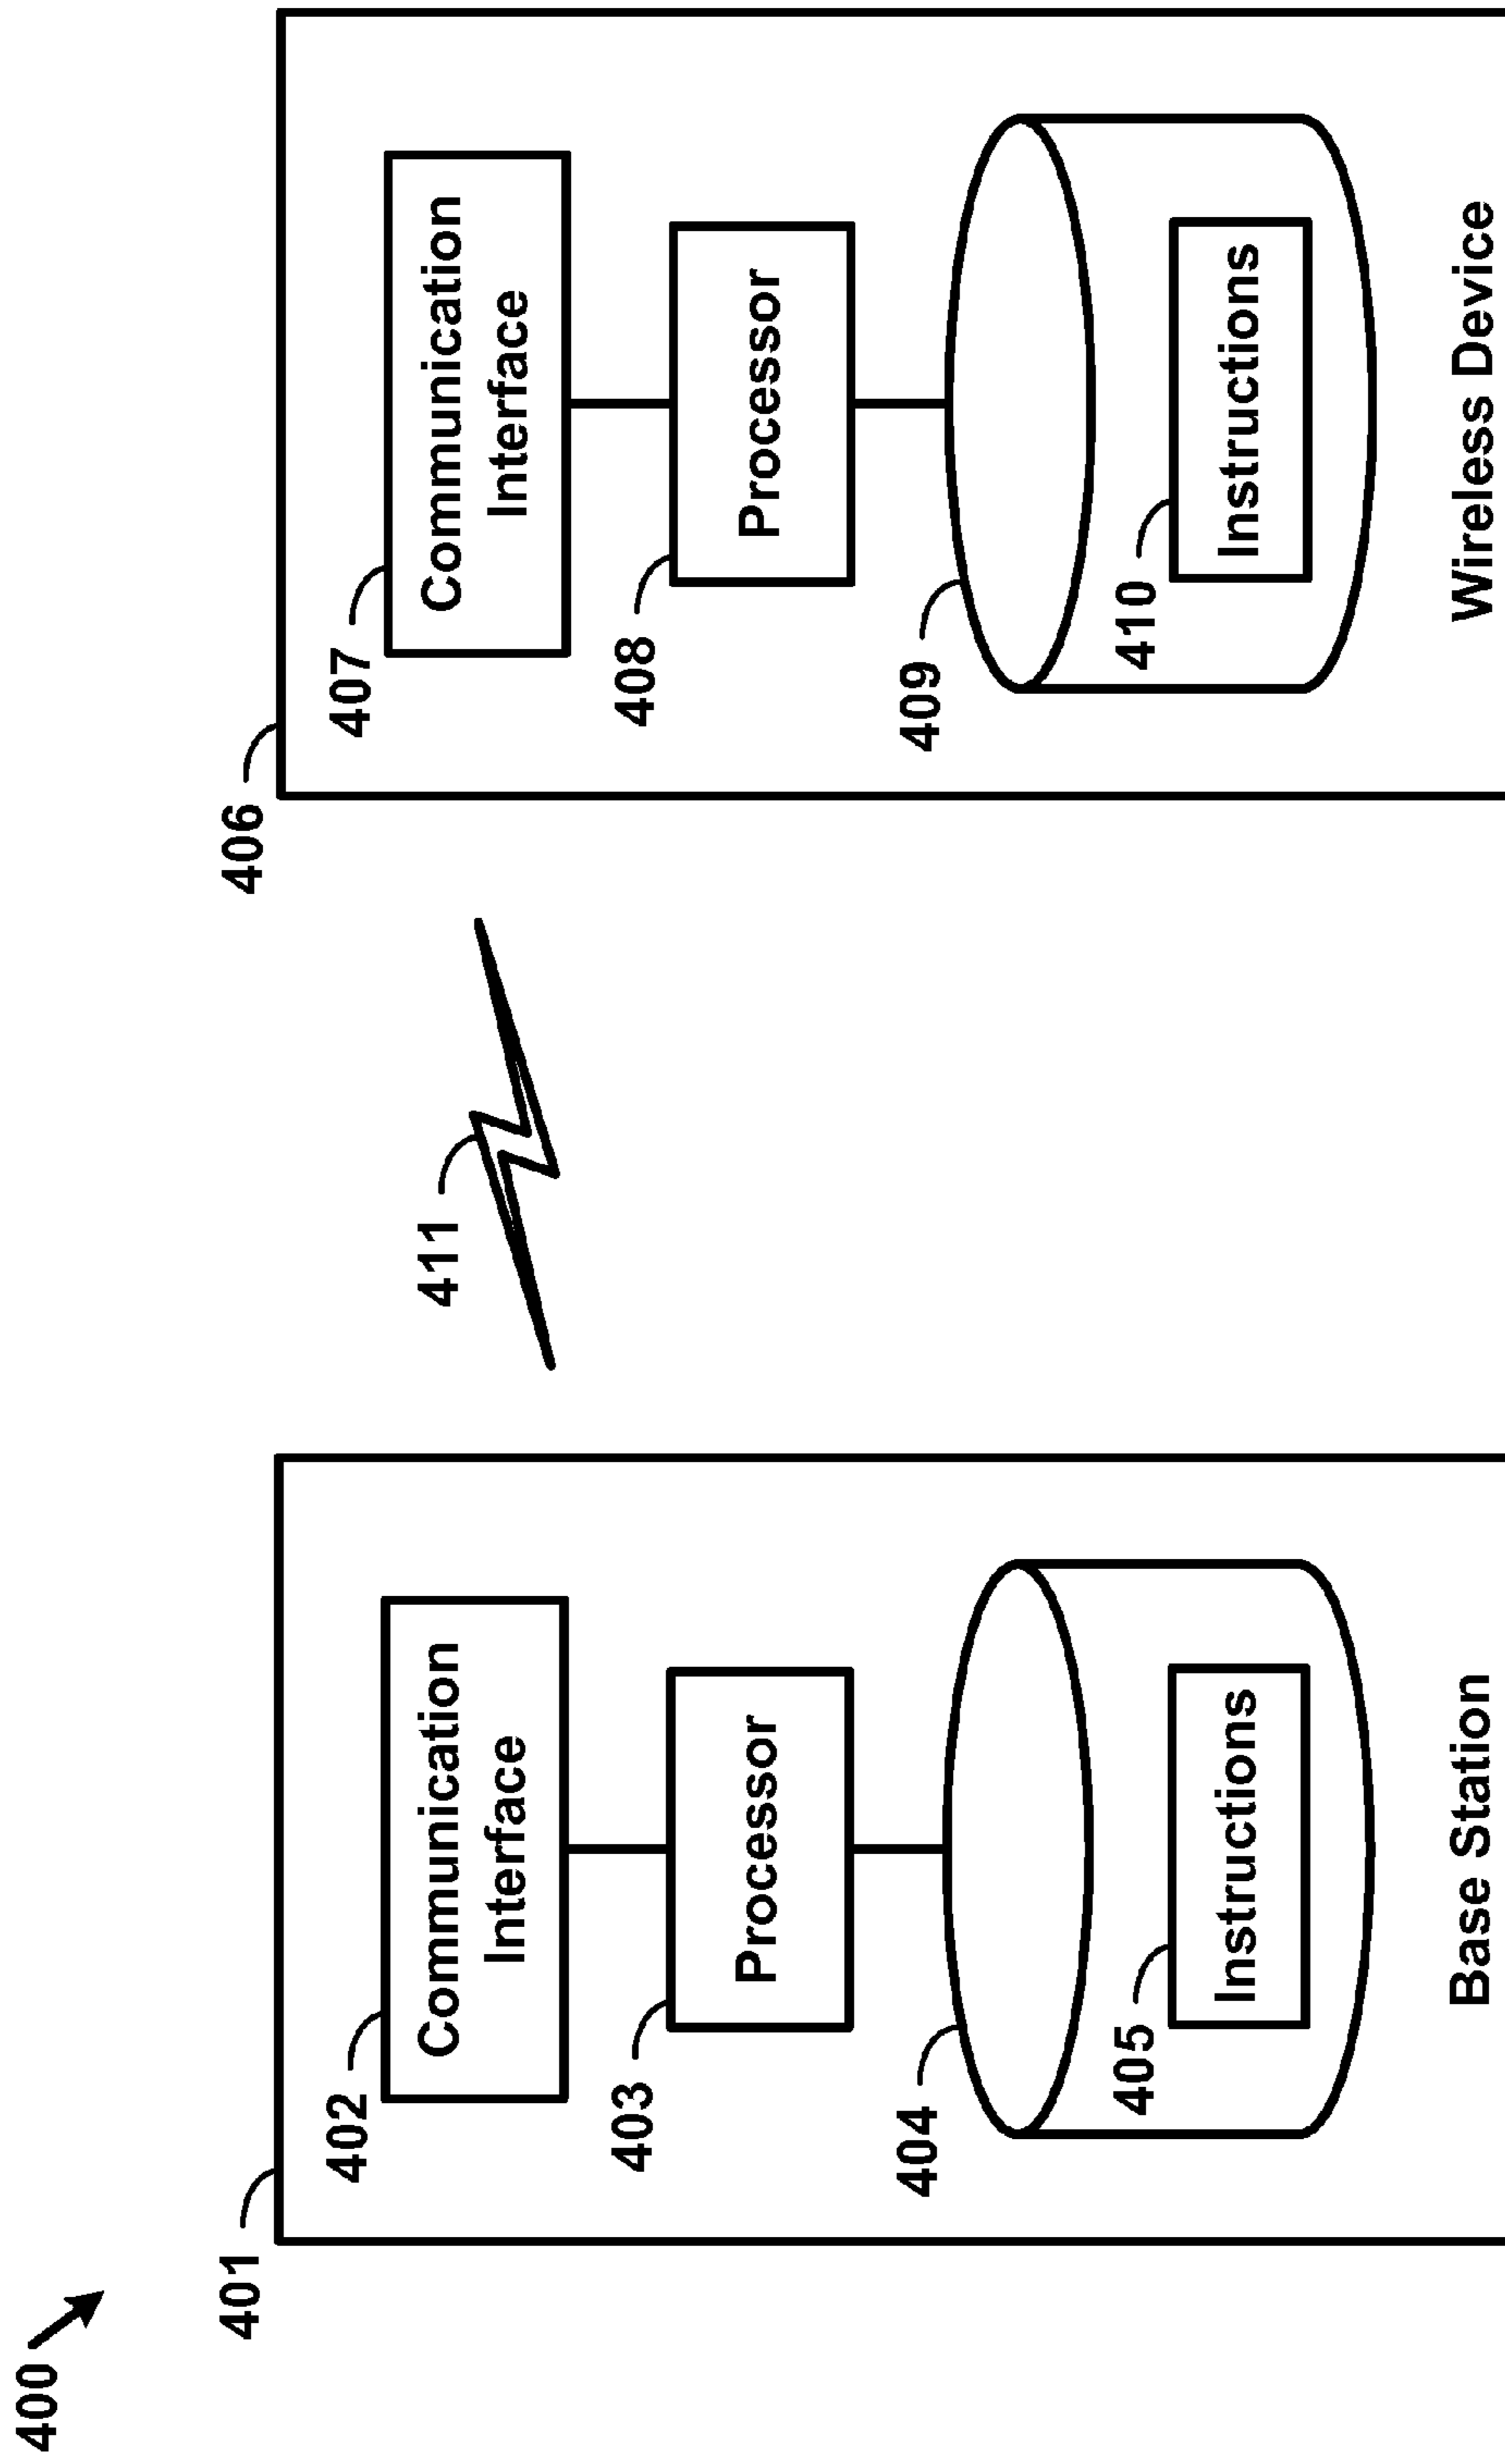 400
401
402
Communication
Interface
403
Processor
404
405
Instructions
Base Station
411
406
407
Communication
Interface
408
Processor
409
410
Instructions
Wireless Device